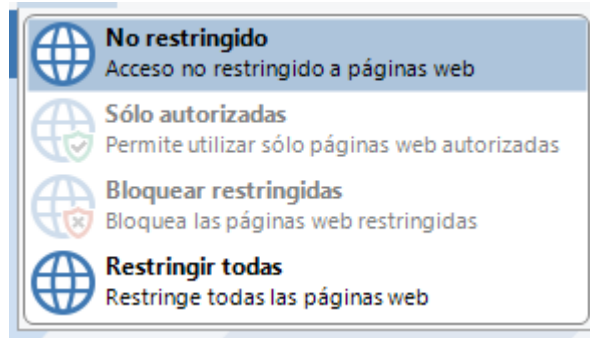 No restringido
Acceso no restringido a páginas web
Sólo autorizadas
Permite utilizar sólo páginas web autorizadas
Bloquear restringidas
Bloquea las páginas web restringidas
Restringir todas
Restringe todas las páginas web